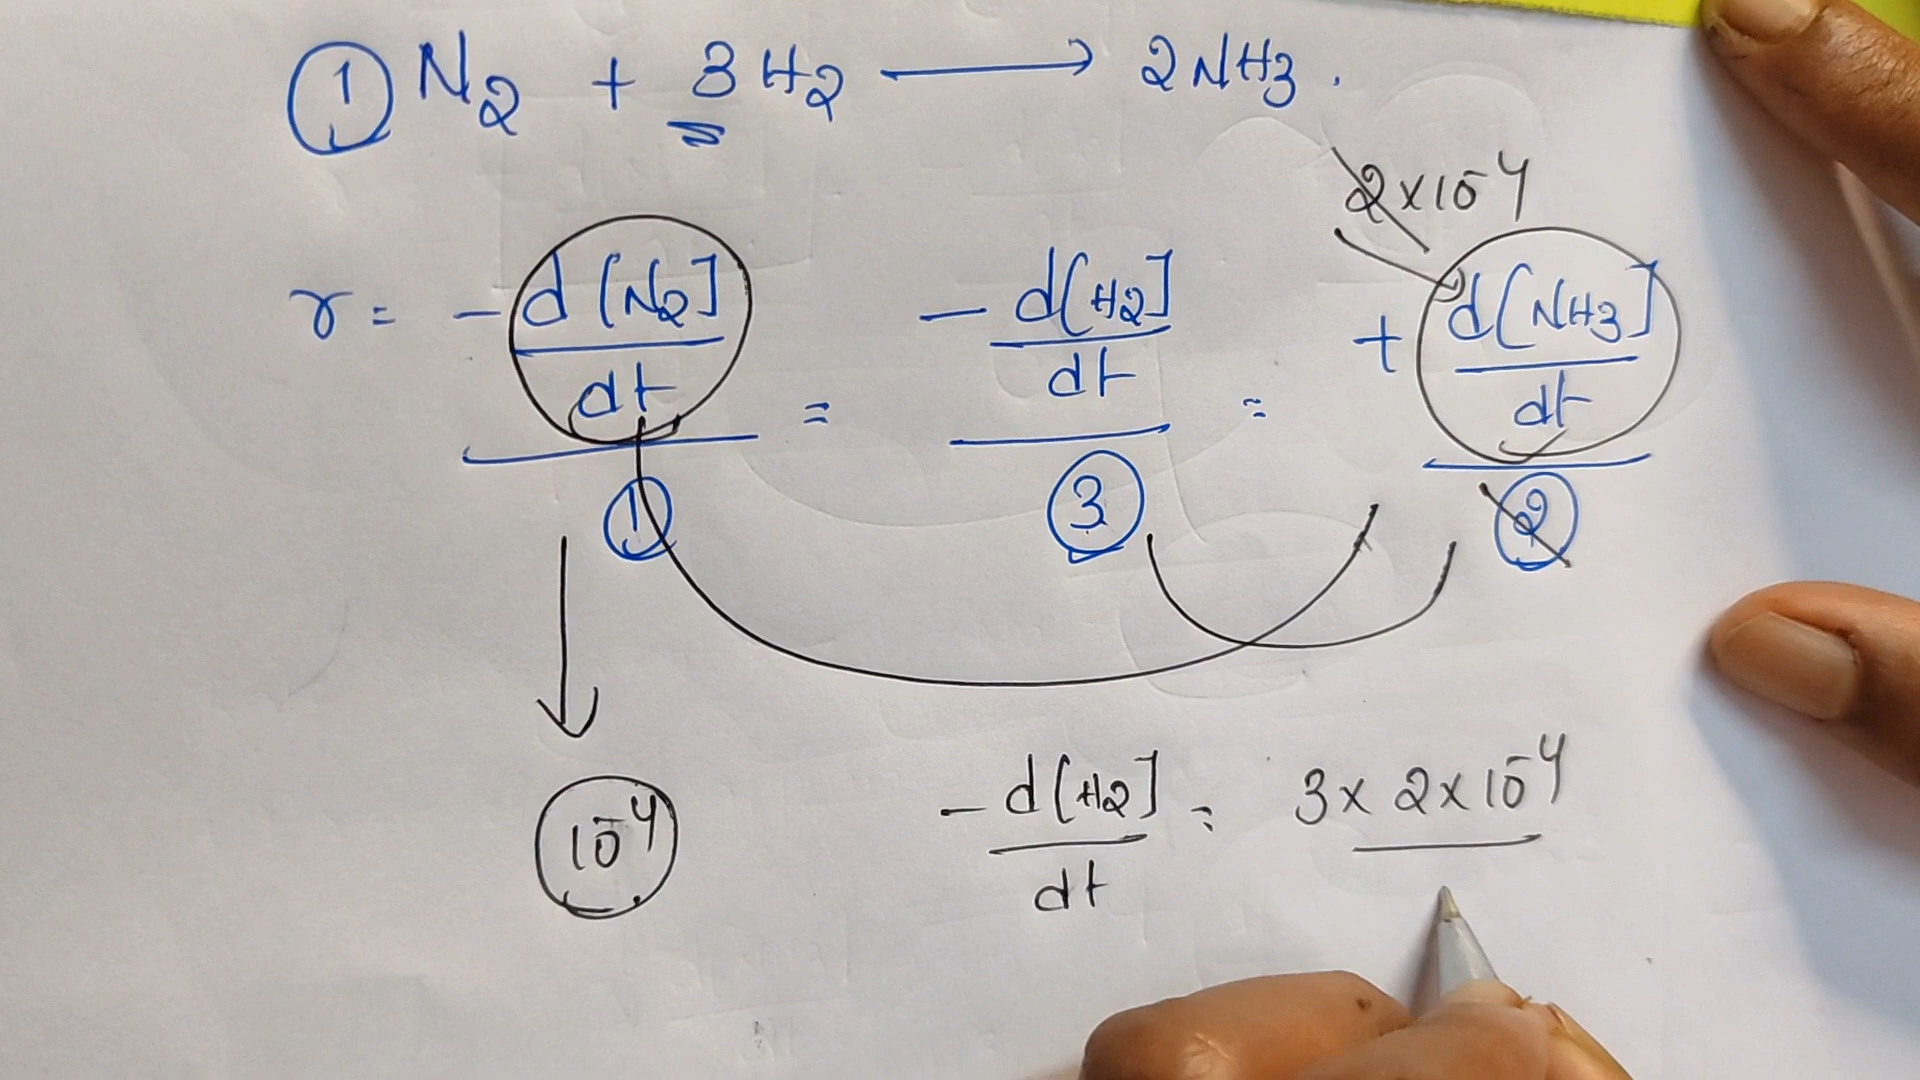 ① N₂ + 3H₂ ⟶ 2NH₃.
2×10⁻⁴
r = - d[N₂]/dt / ① = - d[H₂]/dt / ③ = + d[NH₃]/dt / ②
10⁻⁴
- d[H₂]/dt = 3 × 2 × 10⁻⁴